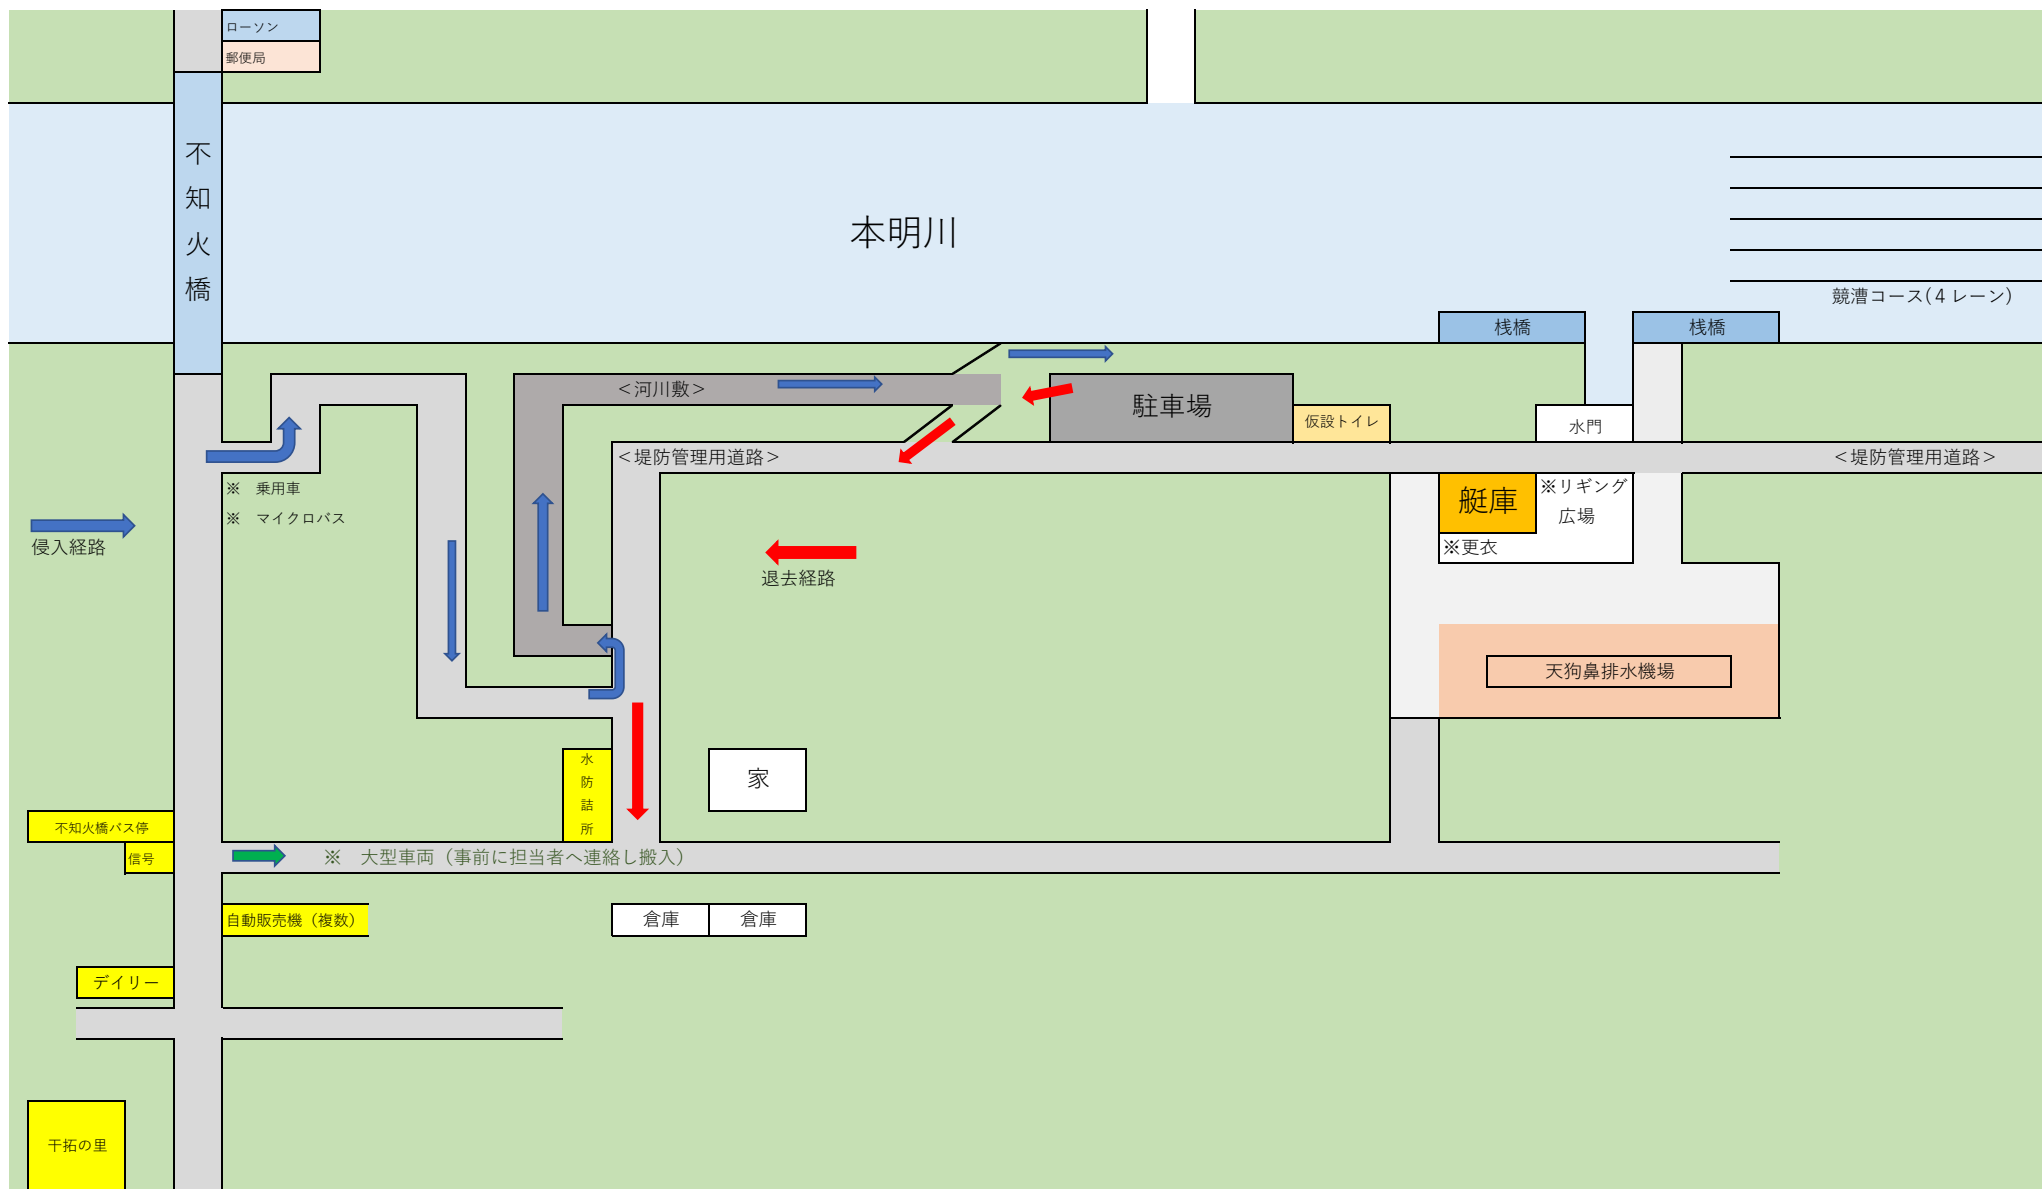 ローソン
郵便局
不知火橋
本明川
競漕コース(４レーン)
桟橋
桟橋
＜河川敷＞
駐車場
仮設トイレ
水門
＜堤防管理用道路＞
＜堤防管理用道路＞
※　乗用車
※　マイクロバス
艇庫
※リギング
広場
※更衣
侵入経路
退去経路
天狗鼻排水機場
水防詰所
家
不知火橋バス停
信号
※　大型車両（事前に担当者へ連絡し搬入）
自動販売機（複数）
倉庫
倉庫
デイリー
干拓の里